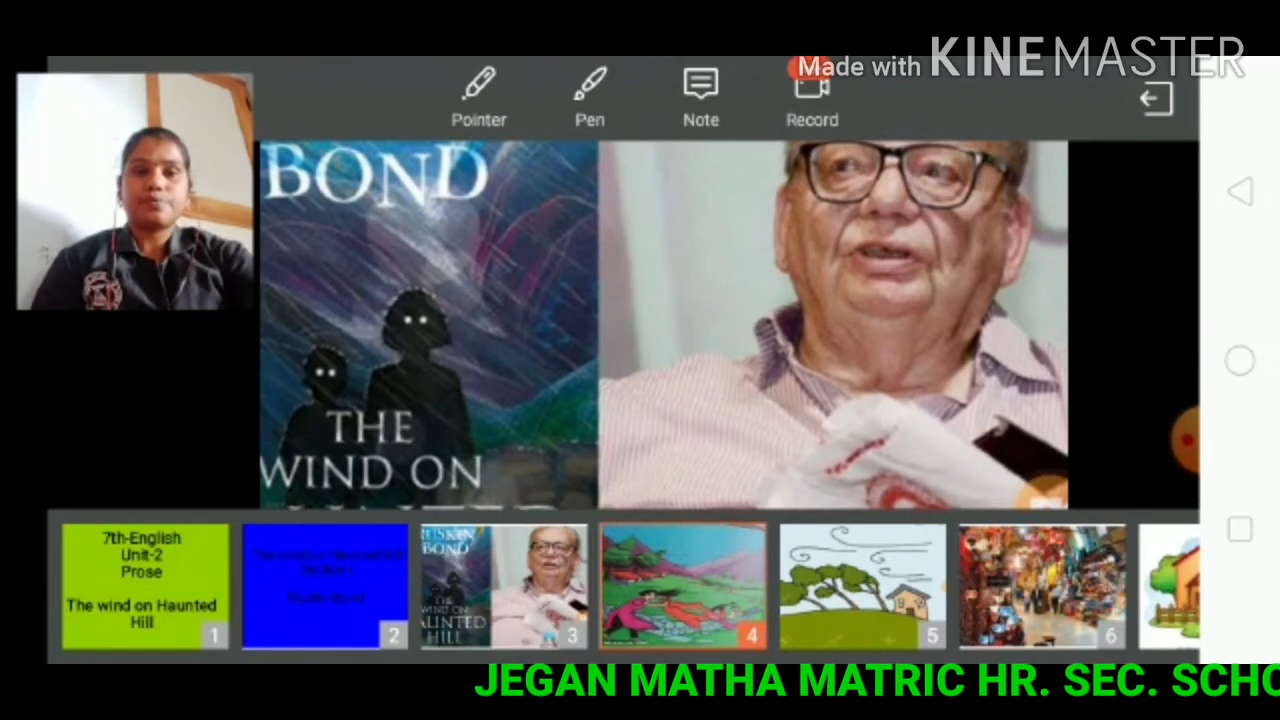 Made with KINEMASTER
Pointer
Pen
Note
Record
BOND
THE
WIND ON
7th-English
Unit-2
Prose
The wind on Haunted
Hill
1
2
RUSKIN
BOND
THE
WIND ON
HAUNTED
HILL
3
4
5
6
JEGAN MATHA MATRIC HR. SEC. SCHO